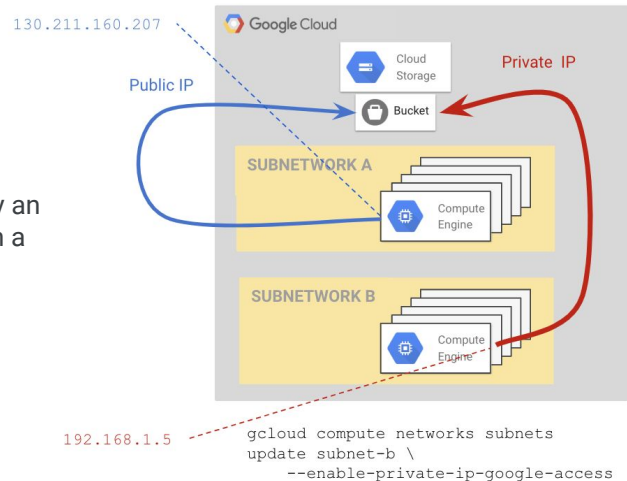 130.211.160.207
Google Cloud
Cloud
Storage
Private IP
Public IP
Bucket
SUBNETWORK A
an
a
Compute
Engine
SUBNETWORK B
Compute
Engine
192.168.1.5
gcloud compute networks subnets
update subnet-b \
--enable-private-ip-google-access